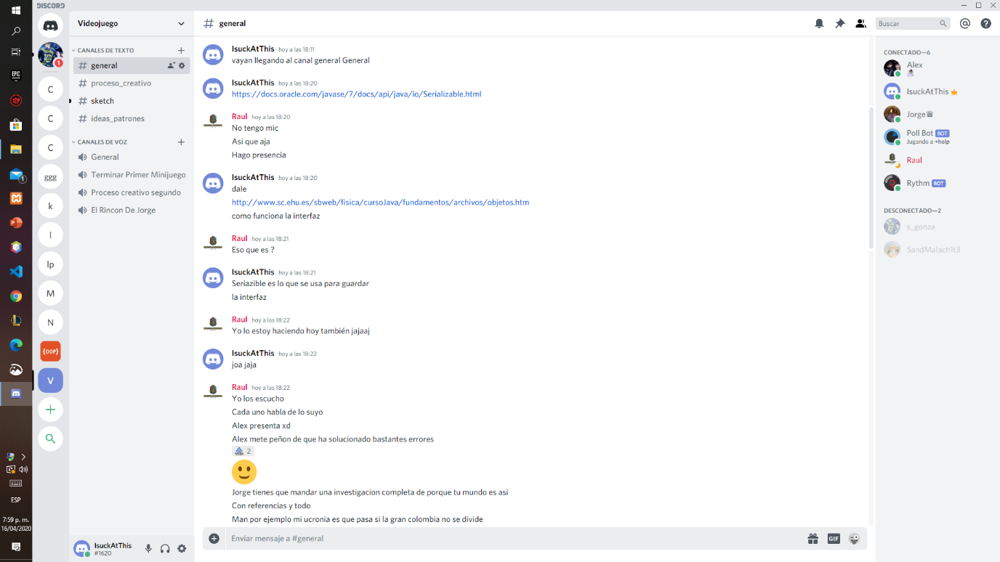 DISCORD
Videojuego
CANALES DE TEXTO
general
proceso_creativo
sketch
ideas_patrones
CANALES DE VOZ
General
Terminar Primer Minijuego
Proceso creativo segundo
El Rincon De Jorge
IsuckAtThis
#1620
EPIC
GAMES
1
ESP
7:59 p. m.
16/04/2020
1
C
C
C
ggg
k
I
lp
M
N
{OOP}
V
# general
Buscar
IsuckAtThis hoy a las 18:11
vayan llegando al canal general General
IsuckAtThis hoy a las 18:20
https://docs.oracle.com/javase/7/docs/api/java/io/Serializable.html
Raul hoy a las 18:20
No tengo mic
Asi que aja
Hago presencia
IsuckAtThis hoy a las 18:20
dale
http://www.sc.ehu.es/sbweb/fisica/cursoJava/fundamentos/archivos/objetos.htm
como funciona la interfaz
Raul hoy a las 18:21
Eso que es ?
IsuckAtThis hoy a las 18:21
Seriazible es lo que se usa para guardar
la interfaz
Raul hoy a las 18:22
Yo lo estoy haciendo hoy también jajaaj
IsuckAtThis hoy a las 18:22
joa jaja
Raul hoy a las 18:22
Yo los escucho
Cada uno habla de lo suyo
Alex presenta xd
Alex mete peñon de que ha solucionado bastantes errores
2
Jorge tienes que mandar una investigacion completa de porque tu mundo es asi
Con referencias y todo
Man por ejemplo mi ucronia es que pasa si la gran colombia no se divide
Enviar mensaje a #general
GIF
CONECTADO—6
Alex
IsuckAtThis
Jorge♛
Poll Bot BOT
Jugando a +help
Raul
Rythm BOT
DESCONECTADO—2
s_gonza
SandMalach1t3